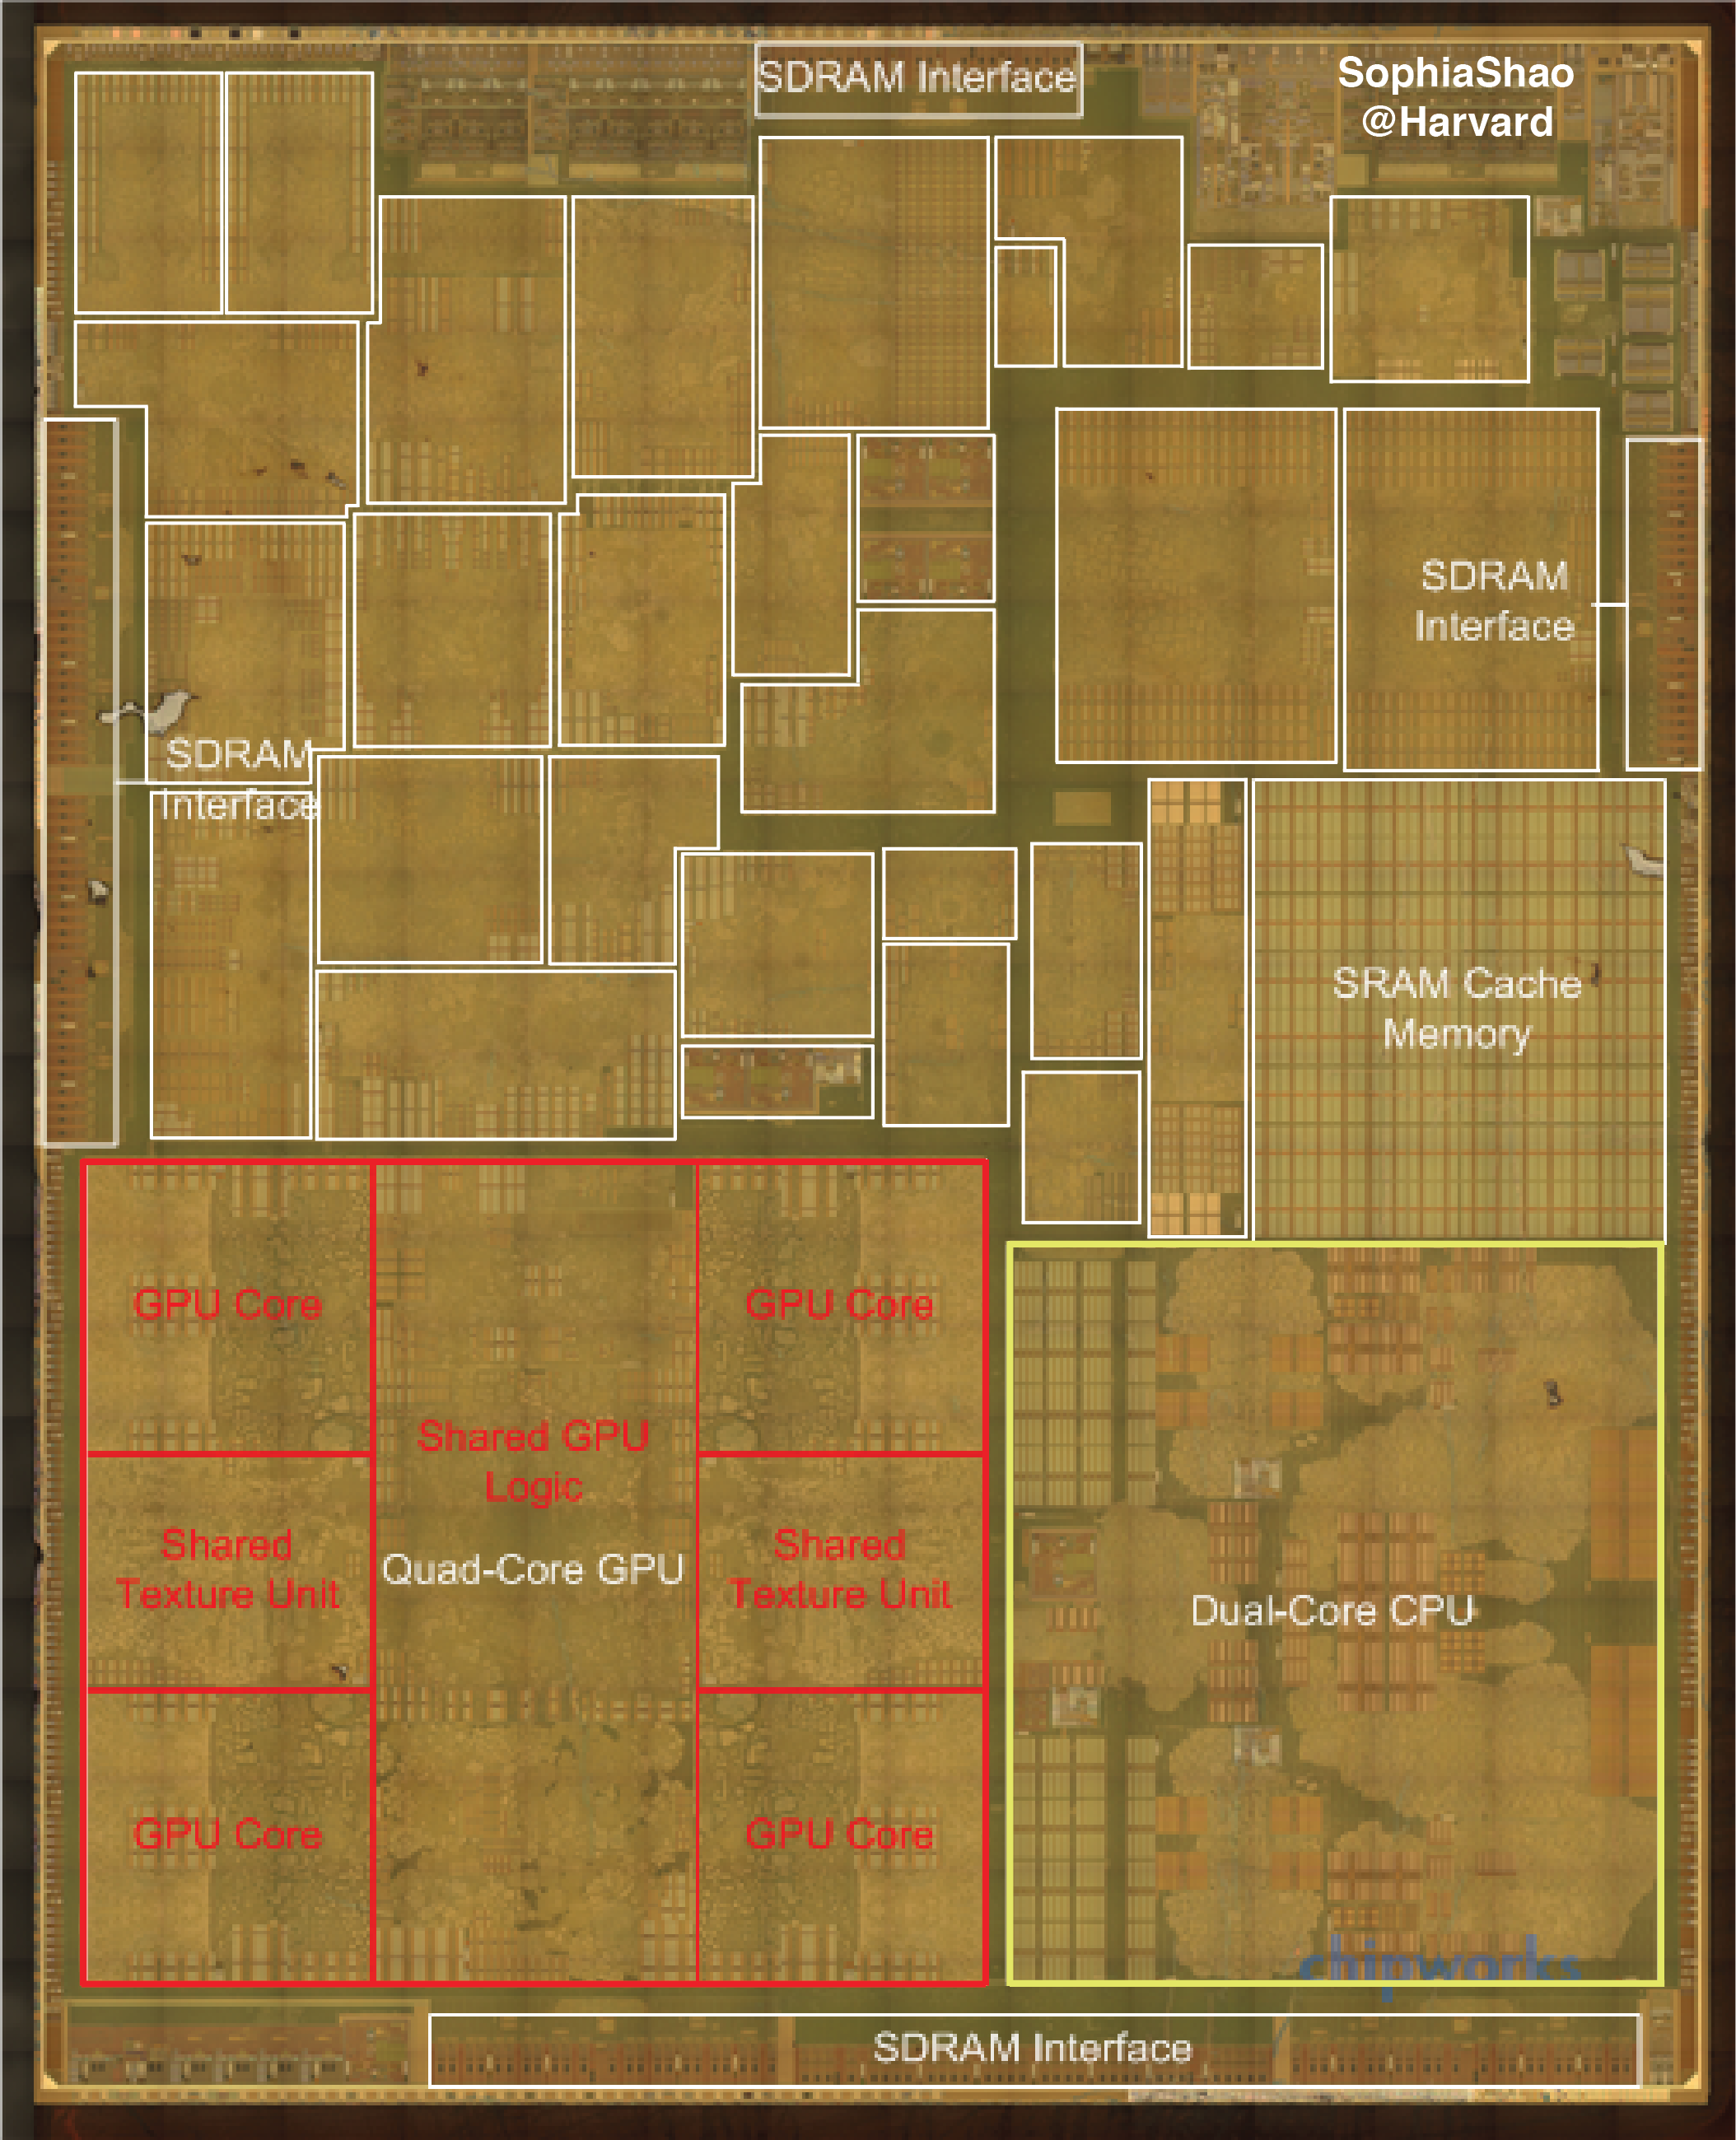 SDRAM Interface
SophiaShao
@Harvard
SDRAM
Interface
SDRAM
Interface
SRAM Cache
Memory
GPU Core
GPU Core
Shared GPU
Logic
Shared
Texture Unit
Quad-Core GPU
Shared
Texture Unit
Dual-Core CPU
GPU Core
GPU Core
chipworks
SDRAM Interface